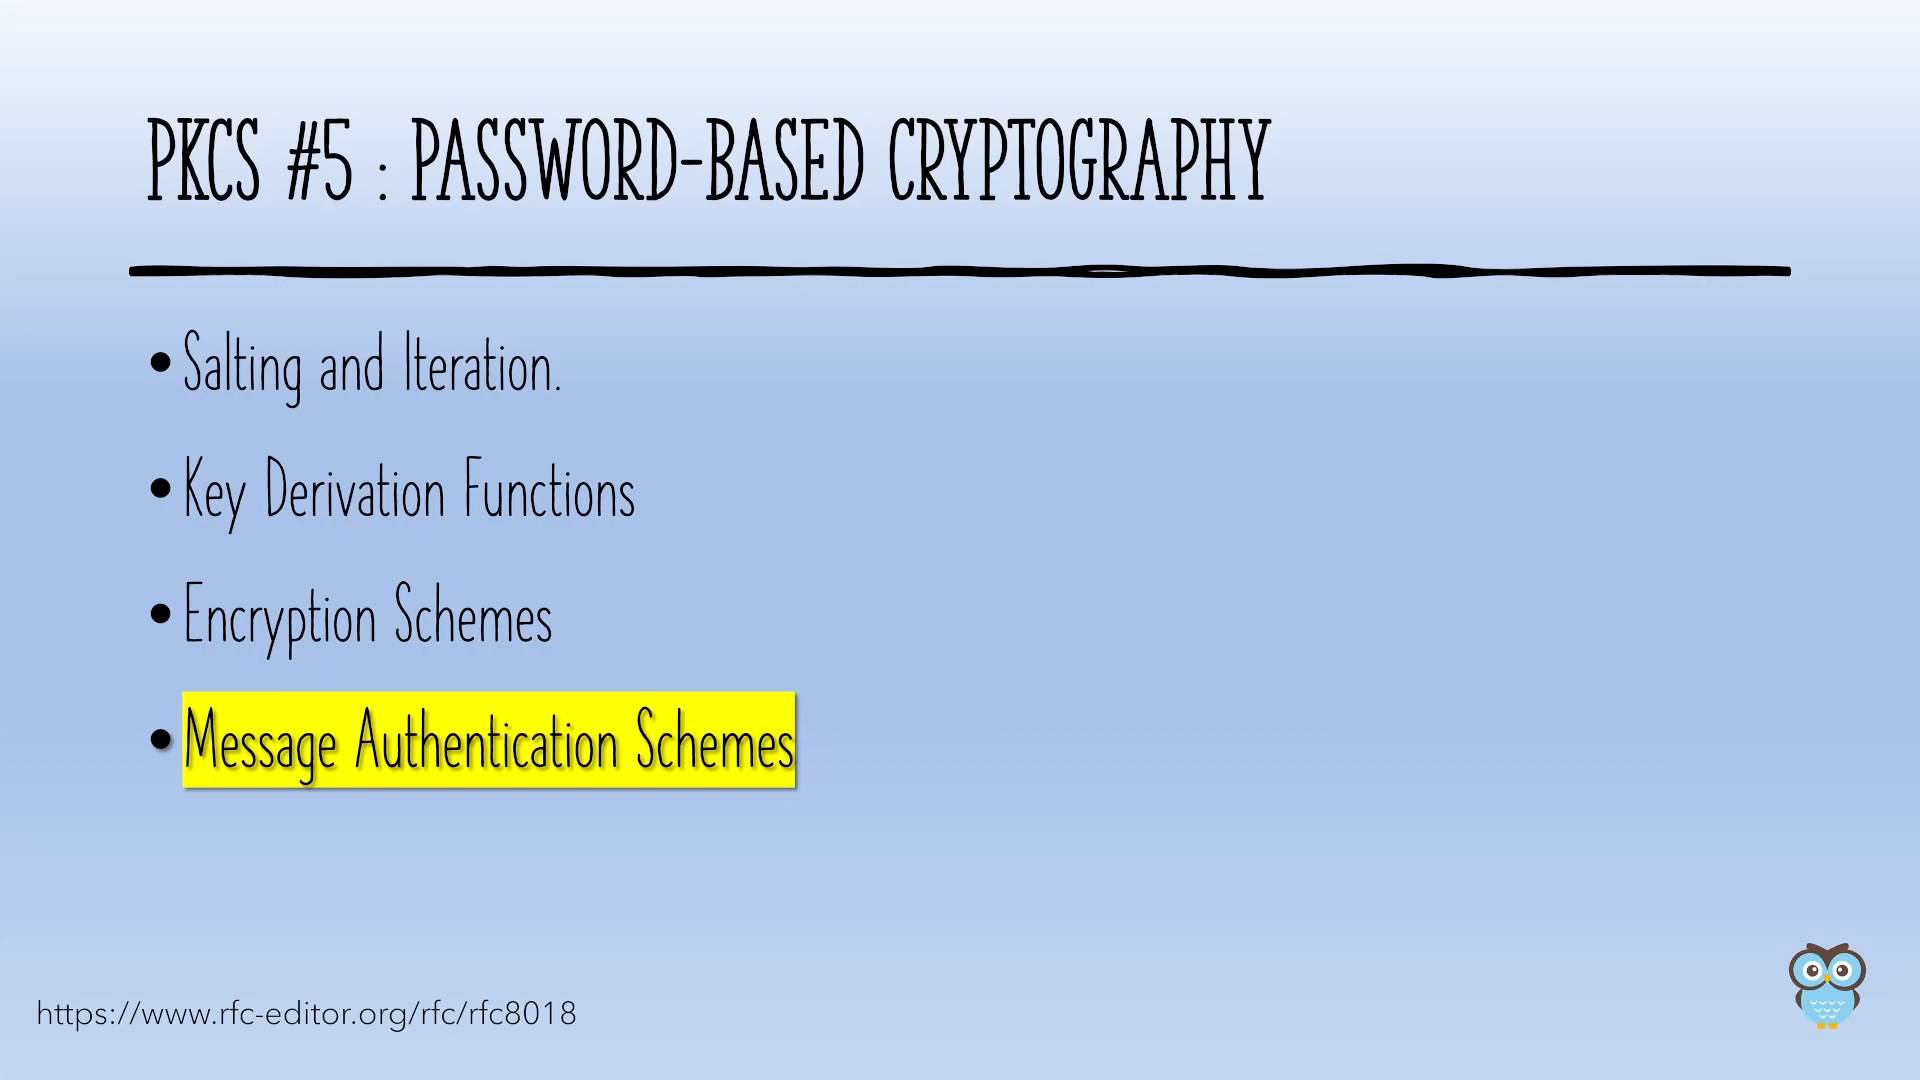 PKCS #5 : PASSWORD-BASED CRYPTOGRAPHY
• Salting and Iteration.
• Key Derivation Functions
• Encryption Schemes
• Message Authentication Schemes
https://www.rfc-editor.org/rfc/rfc8018